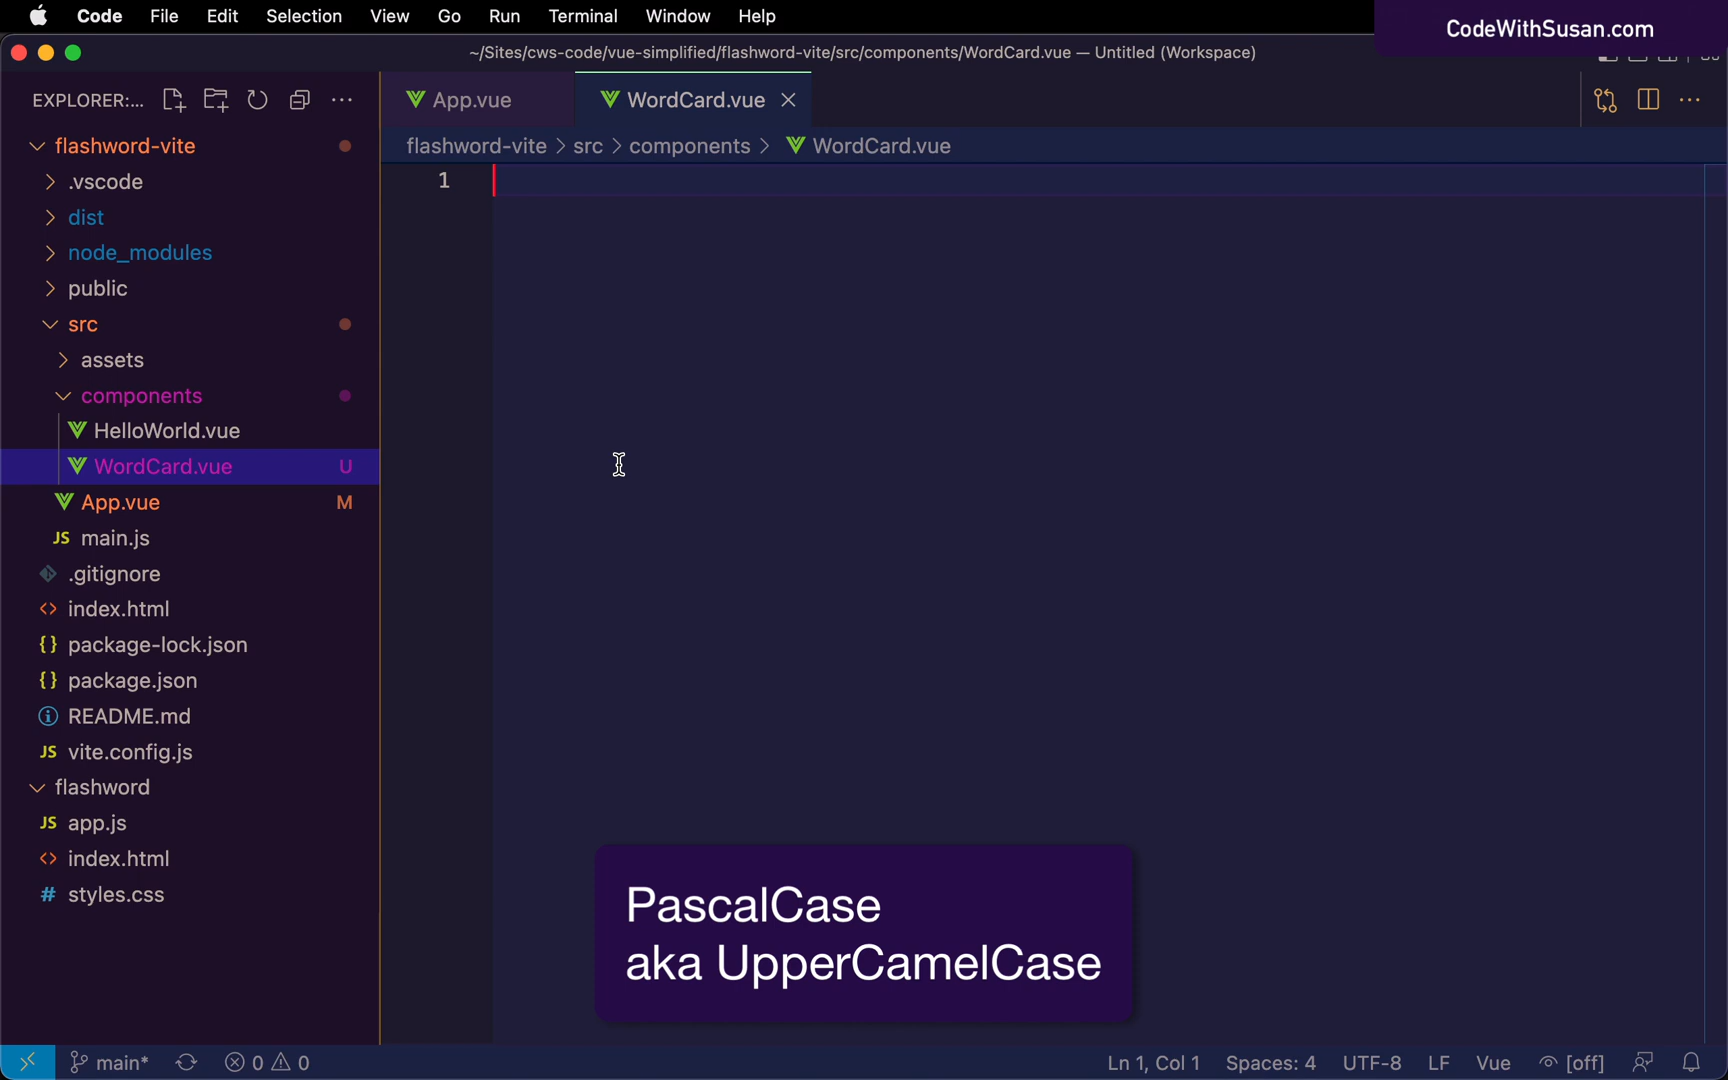 Code File Edit Selection View Go Run Terminal Window Help
CodeWithSusan.com
~/Sites/cws-code/vue-simplified/flashword-vite/src/components/WordCard.vue — Untitled (Workspace)
EXPLORER:...
App.vue
WordCard.vue
flashword-vite > src > components > WordCard.vue
1
flashword-vite
.vscode
dist
node_modules
public
src
assets
components
HelloWorld.vue
WordCard.vue U
App.vue M
JS main.js
.gitignore
<> index.html
{} package-lock.json
{} package.json
README.md
JS vite.config.js
flashword
JS app.js
<> index.html
# styles.css
PascalCase
aka UpperCamelCase
main* 0 0 Ln 1, Col 1 Spaces: 4 UTF-8 LF Vue [off]